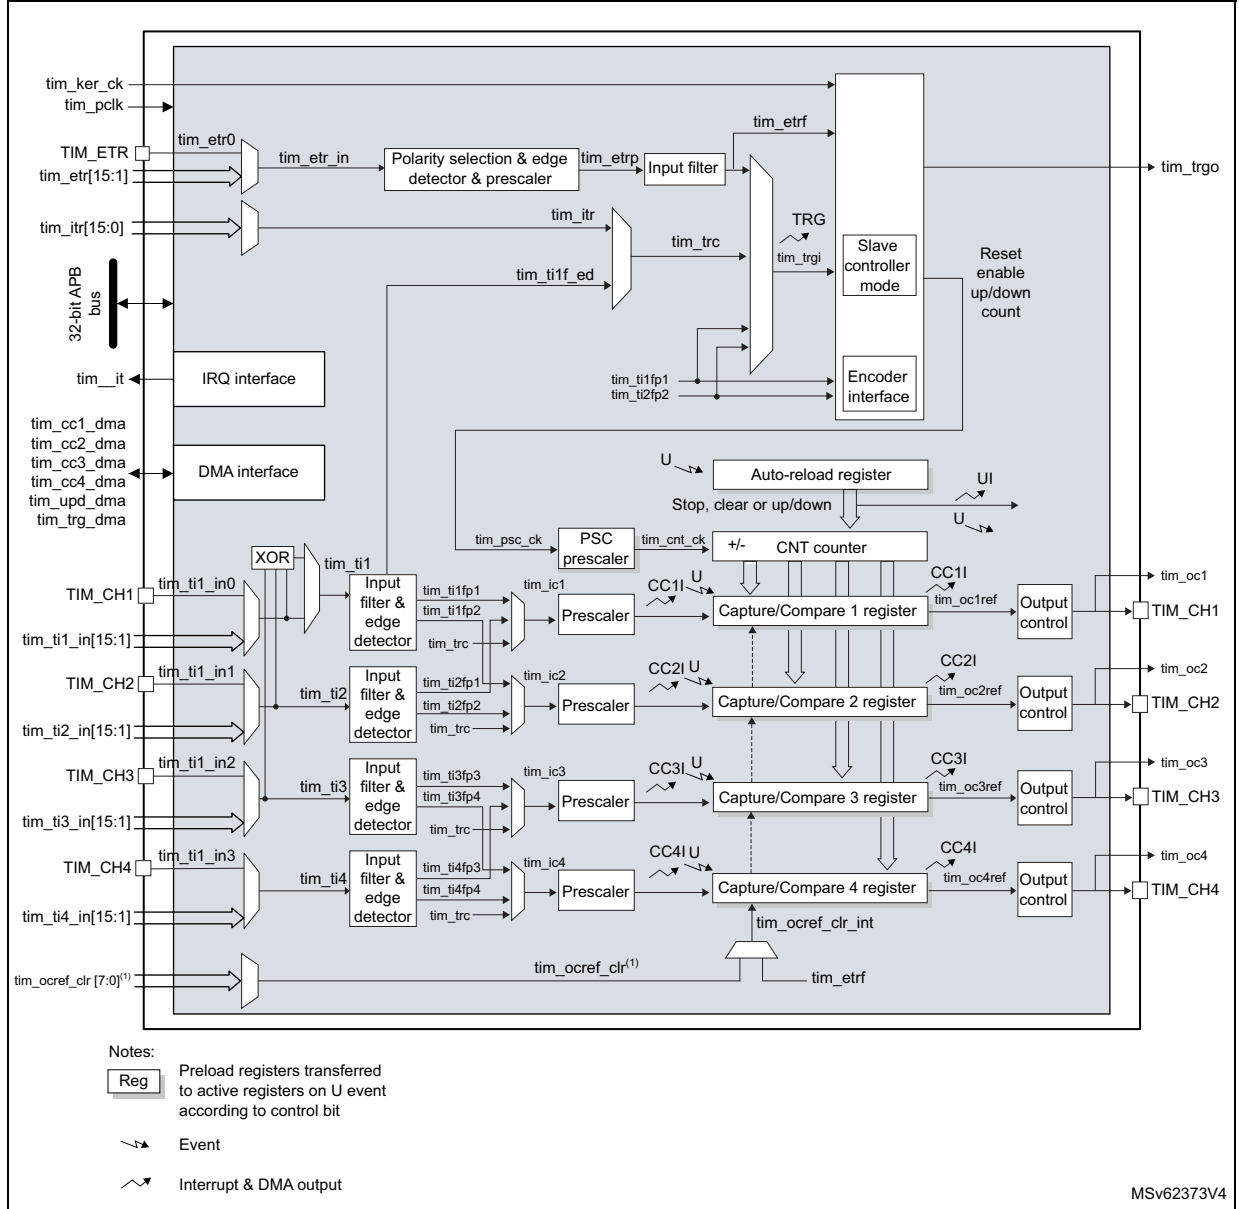 tim_ker_ck
tim_pclk
TIM_ETR
tim_etr0
tim_etr[15:1]
tim_etr_in
Polarity selection & edge
detector & prescaler
tim_etrp
Input filter
tim_etrf
tim_trgo
tim_itr[15:0]
tim_itr
tim_trc
TRG
tim_trgi
Slave
controller
mode
Reset
enable
up/down
count
tim_ti1f_ed
32-bit APB
bus
tim__it
IRQ interface
tim_ti1fp1
tim_ti2fp2
Encoder
interface
tim_cc1_dma
tim_cc2_dma
tim_cc3_dma
tim_cc4_dma
tim_upd_dma
tim_trg_dma
DMA interface
U
Auto-reload register
UI
Stop, clear or up/down
U
tim_psc_ck
PSC
prescaler
tim_cnt_ck
+/-
CNT counter
XOR
tim_ti1
TIM_CH1
tim_ti1_in0
tim_ti1_in[15:1]
Input
filter &
edge
detector
tim_ti1fp1
tim_ti1fp2
tim_trc
tim_ic1
Prescaler
CC1I
U
Capture/Compare 1 register
CC1I
tim_oc1ref
Output
control
tim_oc1
TIM_CH1
TIM_CH2
tim_ti1_in1
tim_ti2_in[15:1]
tim_ti2
Input
filter &
edge
detector
tim_ti2fp1
tim_ti2fp2
tim_trc
tim_ic2
Prescaler
CC2I
U
Capture/Compare 2 register
CC2I
tim_oc2ref
Output
control
tim_oc2
TIM_CH2
TIM_CH3
tim_ti1_in2
tim_ti3_in[15:1]
tim_ti3
Input
filter &
edge
detector
tim_ti3fp3
tim_ti3fp4
tim_trc
tim_ic3
Prescaler
CC3I
U
Capture/Compare 3 register
CC3I
tim_oc3ref
Output
control
tim_oc3
TIM_CH3
TIM_CH4
tim_ti1_in3
tim_ti4_in[15:1]
tim_ti4
Input
filter &
edge
detector
tim_ti4fp3
tim_ti4fp4
tim_trc
tim_ic4
Prescaler
CC4I
U
Capture/Compare 4 register
CC4I
tim_oc4ref
Output
control
tim_oc4
TIM_CH4
tim_ocref_clr_int
tim_ocref_clr [7:0](1)
tim_ocref_clr(1)
tim_etrf
Notes:
Reg
Preload registers transferred
to active registers on U event
according to control bit
Event
Interrupt & DMA output
MSv62373V4